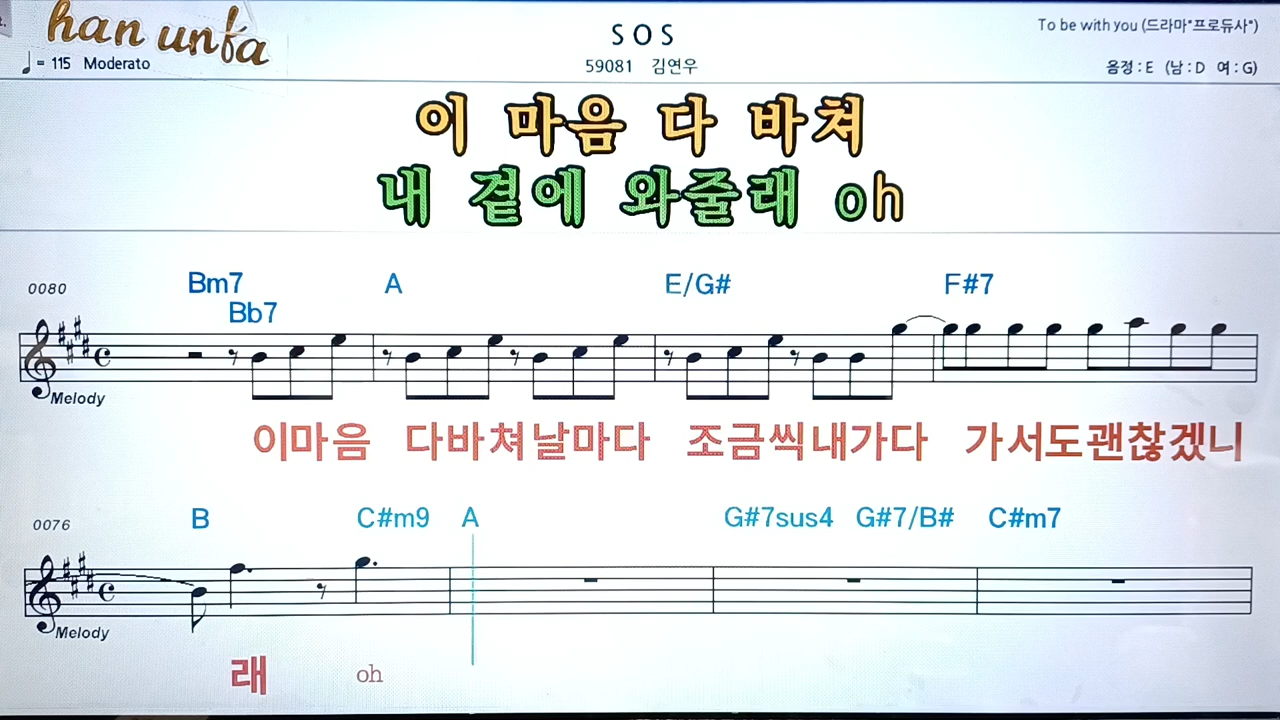 han unfa
♩ = 115 Moderato
S O S
59081 김연우
To be with you (드라마"프로듀사")
음정 : E (남 : D 여 : G)
이 마음 다 바쳐
내 곁에 와줄래 oh
0080
Bm7 A E/G# F#7
Bb7
Melody
이마음 다바쳐날마다 조금씩내가다 가서도괜찮겠니
0076
B C#m9 A G#7sus4 G#7/B# C#m7
Melody
래 oh